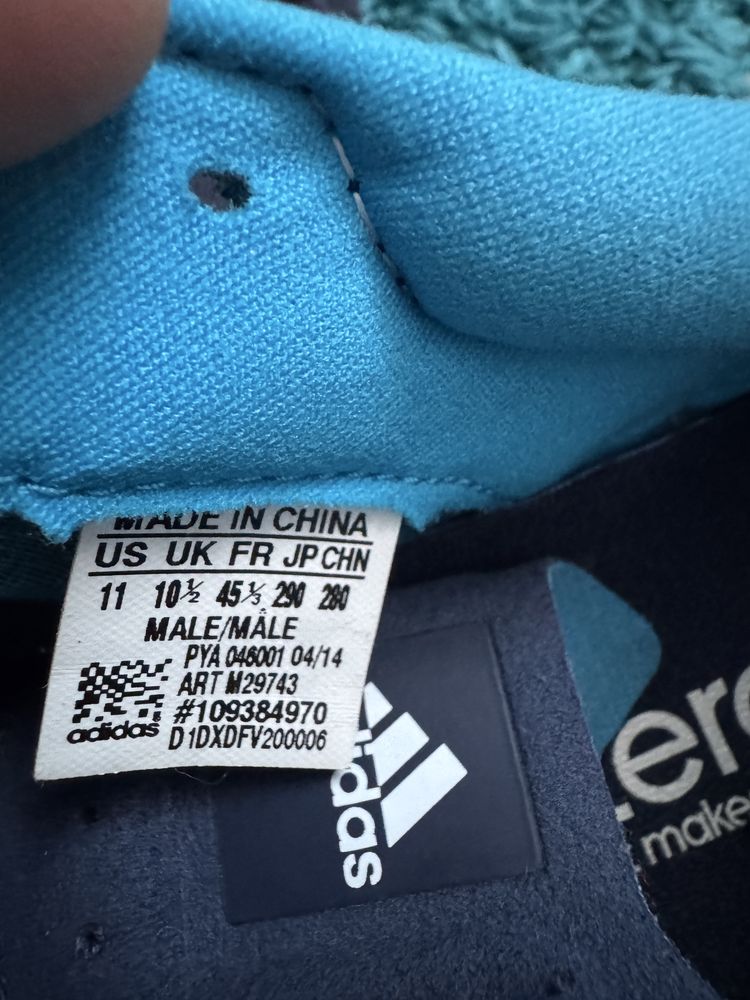 MADE IN CHINA
US UK FR JP CHN
11 10½ 45⅓ 290 280
MALE/MÂLE
PYA 046001 04/14
ART M29743
#109384970
adidas
D1DXDFV200006
adidas
zero
make